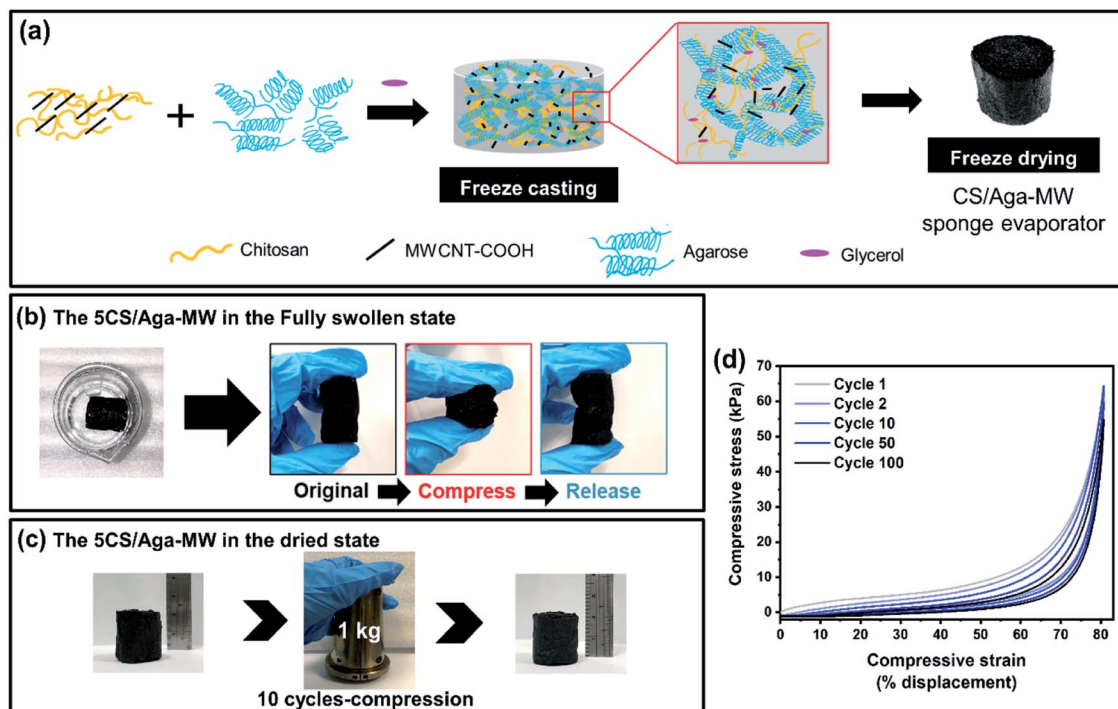 (a)
Freeze casting
Freeze drying
CS/Aga-MW
sponge evaporator
Chitosan
MWCNT-COOH
Agarose
Glycerol
(b) The 5CS/Aga-MW in the Fully swollen state
Original
Compress
Release
(c) The 5CS/Aga-MW in the dried state
1 kg
10 cycles-compression
(d)
Compressive stress (kPa)
70
60
50
40
30
20
10
0
Cycle 1
Cycle 2
Cycle 10
Cycle 50
Cycle 100
0 10 20 30 40 50 60 70 80
Compressive strain
(% displacement)